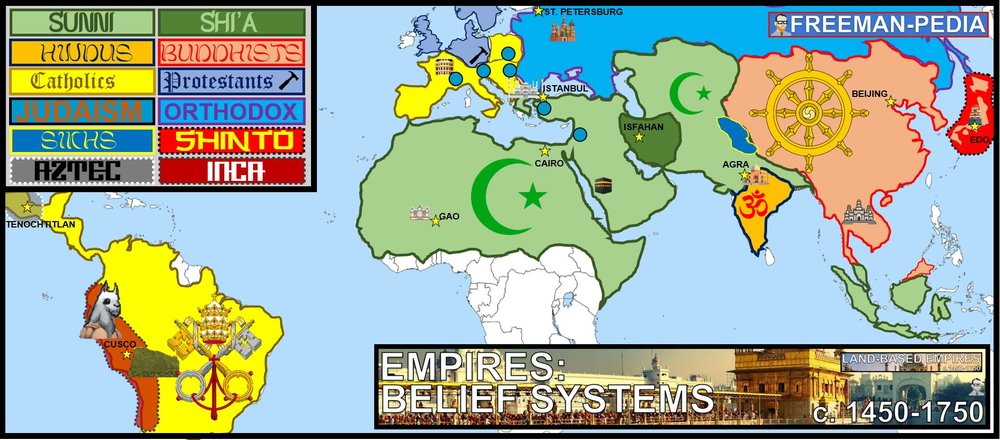 SUNNI SHI'A
HINDUS BUDDHISTS
Catholics Protestants
JUDAISM ORTHODOX
SIKHS SHINTO
AZTEC INCA
ST. PETERSBURG
FREEMAN-PEDIA
ISTANBUL
BEIJING
ISFAHAN
EDO
CAIRO
AGRA
GAO
TENOCHTITLAN
CUSCO
ॐ
EMPIRES:
BELIEF SYSTEMS
LAND-BASED EMPIRES
c. 1450-1750